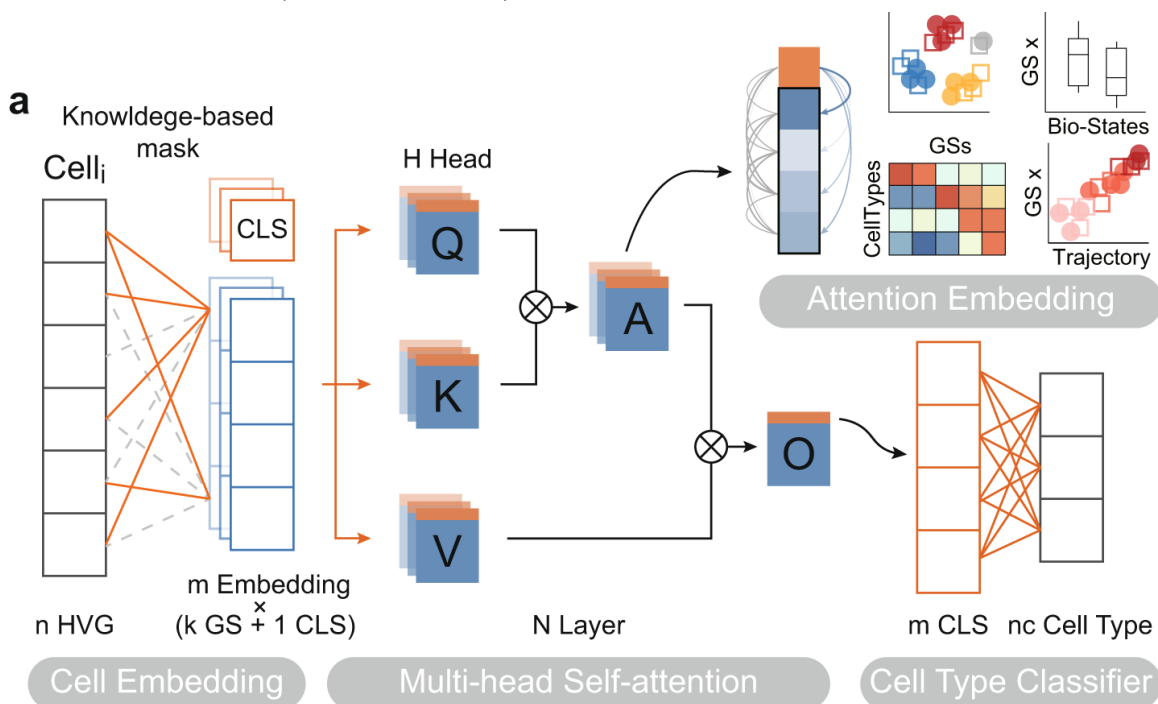 a
Knowldege-based
mask
Cell i
CLS
n HVG
m Embedding
×
(k GS + 1 CLS)
Cell Embedding
H Head
Q
K
V
A
O
N Layer
Multi-head Self-attention
GS x
Bio-States
GSs
CellTypes
GS x
Trajectory
Attention Embedding
m CLS
nc Cell Type
Cell Type Classifier